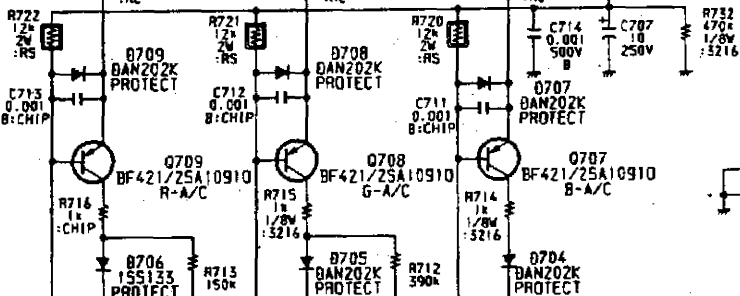 R722
12k
2W
:RS
D709
DAN202K
PROTECT
C713
0.001
B:CHIP
Q709
BF421/2SA1091O
R-A/C
R716
1k
:CHIP
D706
1SS133
PROTECT
R713
150k
R721
12k
2W
:RS
D708
DAN202K
PROTECT
C712
0.001
B:CHIP
Q708
BF421/2SA1091O
G-A/C
R715
1k
1/8W
:3216
D705
DAN202K
PROTECT
R712
390k
R720
12k
2W
:RS
D707
DAN202K
PROTECT
C711
0.001
B:CHIP
Q707
BF421/2SA1091O
B-A/C
R714
1k
1/8W
:3216
D704
DAN202K
PROTECT
C714
0.001
500V
B
C707
10
250V
R732
470k
1/8W
:3216